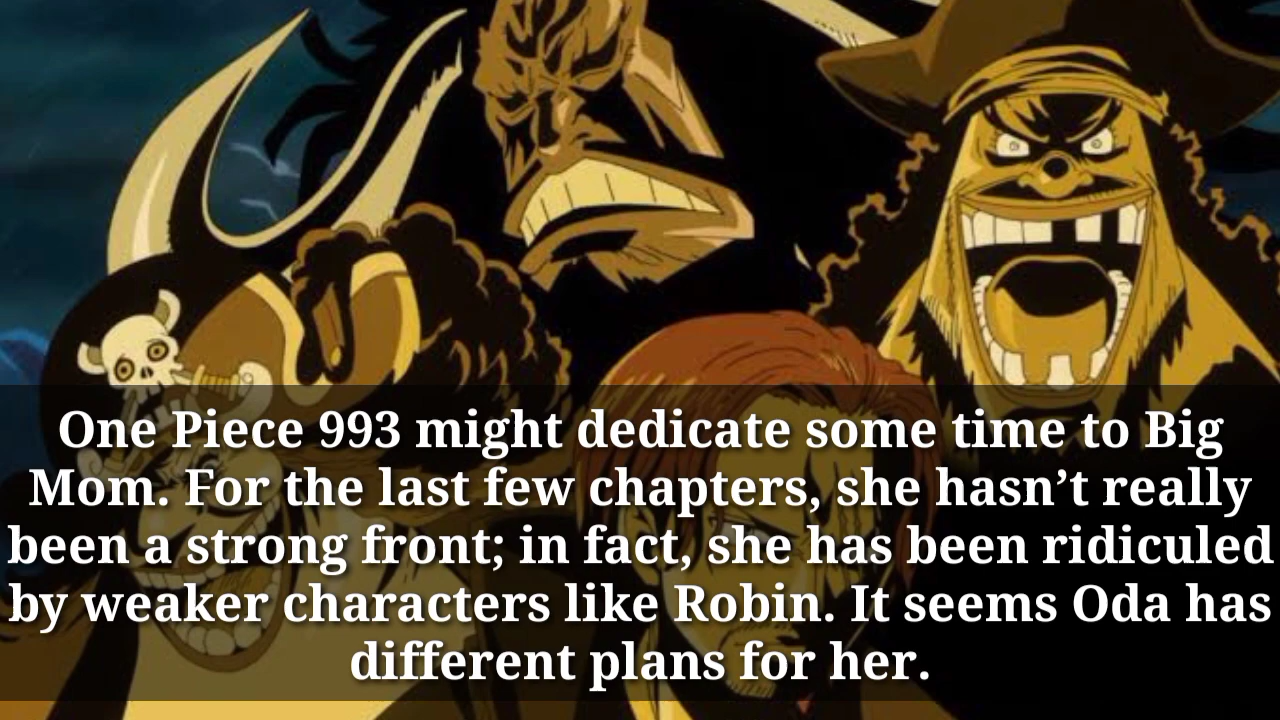 One Piece 993 might dedicate some time to Big
Mom. For the last few chapters, she hasn’t really
been a strong front; in fact, she has been ridiculed
by weaker characters like Robin. It seems Oda has
different plans for her.